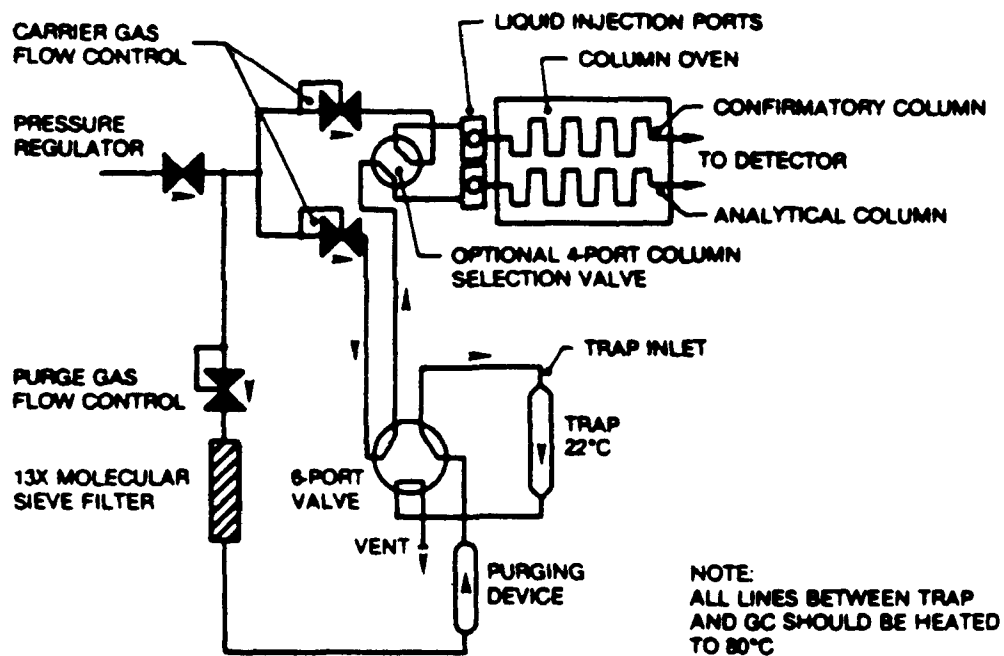 CARRIER GAS
FLOW CONTROL
LIQUID INJECTION PORTS
COLUMN OVEN
CONFIRMATORY COLUMN
PRESSURE
REGULATOR
TO DETECTOR
ANALYTICAL COLUMN
OPTIONAL 4-PORT COLUMN
SELECTION VALVE
TRAP INLET
PURGE GAS
FLOW CONTROL
TRAP
22°C
13X MOLECULAR
SIEVE FILTER
6-PORT
VALVE
VENT
PURGING
DEVICE
NOTE:
ALL LINES BETWEEN TRAP
AND GC SHOULD BE HEATED
TO 80°C